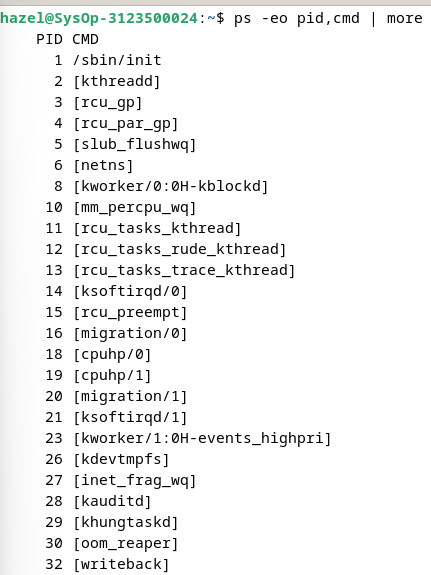 hazel@SysOp-3123500024:~$ ps -eo pid,cmd | more
PID CMD
1 /sbin/init
2 [kthreadd]
3 [rcu_gp]
4 [rcu_par_gp]
5 [slub_flushwq]
6 [netns]
8 [kworker/0:0H-kblockd]
10 [mm_percpu_wq]
11 [rcu_tasks_kthread]
12 [rcu_tasks_rude_kthread]
13 [rcu_tasks_trace_kthread]
14 [ksoftirqd/0]
15 [rcu_preempt]
16 [migration/0]
18 [cpuhp/0]
19 [cpuhp/1]
20 [migration/1]
21 [ksoftirqd/1]
23 [kworker/1:0H-events_highpri]
26 [kdevtmpfs]
27 [inet_frag_wq]
28 [kauditd]
29 [khungtaskd]
30 [oom_reaper]
32 [writeback]